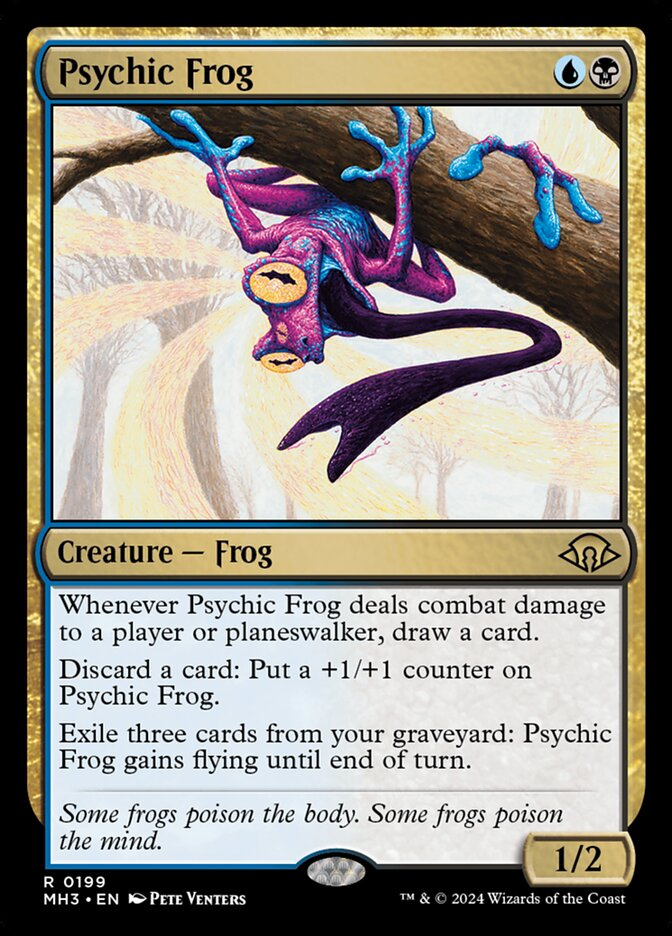 Psychic Frog
Creature — Frog
Whenever Psychic Frog deals combat damage
to a player or planeswalker, draw a card.
Discard a card: Put a +1/+1 counter on
Psychic Frog.
Exile three cards from your graveyard: Psychic
Frog gains flying until end of turn.
Some frogs poison the body. Some frogs poison
the mind.
1/2
R 0199
MH3 • EN Pete Venters
™ & © 2024 Wizards of the Coast